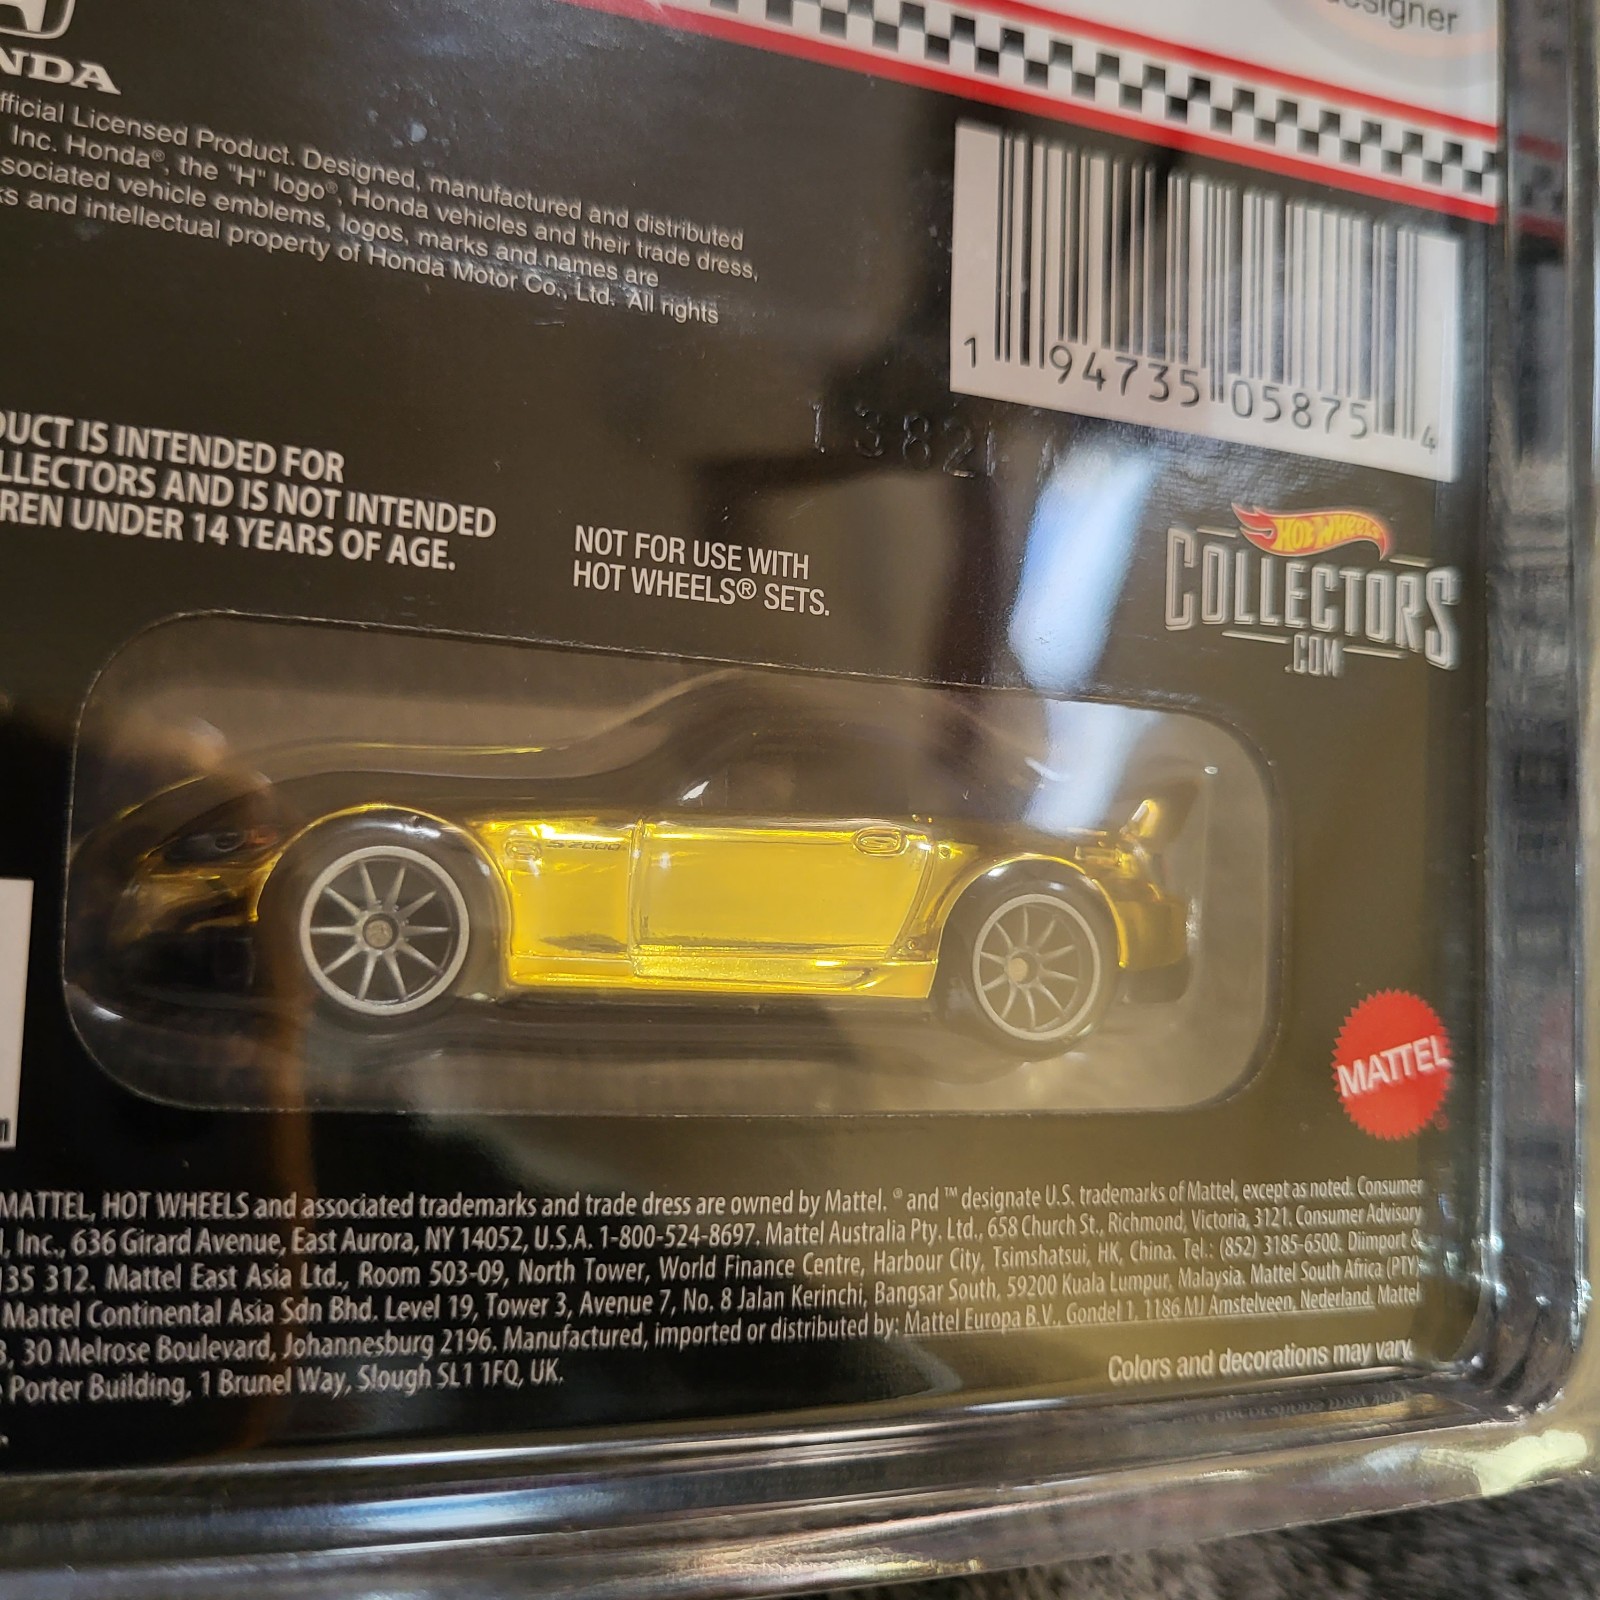 designer
NDA
fficial Licensed Product. Designed, manufactured and distributed
Inc. Honda®, the "H" logo®, Honda vehicles and their trade dress,
sociated vehicle emblems, logos, marks and names are
ks and intellectual property of Honda Motor Co., Ltd. All rights
1 94735 05875 4
1382
DUCT IS INTENDED FOR
LLECTORS AND IS NOT INTENDED
REN UNDER 14 YEARS OF AGE.
NOT FOR USE WITH
HOT WHEELS® SETS.
HOT WHEELS
COLLECTORS
.COM
S2000
MATTEL
MATTEL, HOT WHEELS and associated trademarks and trade dress are owned by Mattel. ® and ™ designate U.S. trademarks of Mattel, except as noted. Consumer
l, Inc., 636 Girard Avenue, East Aurora, NY 14052, U.S.A. 1-800-524-8697. Mattel Australia Pty. Ltd., 658 Church St., Richmond, Victoria, 3121. Consumer Advisory
35 312. Mattel East Asia Ltd., Room 503-09, North Tower, World Finance Centre, Harbour City, Tsimshatsui, HK, China. Tel.: (852) 3185-6500. Diimport &
Mattel Continental Asia Sdn Bhd. Level 19, Tower 3, Avenue 7, No. 8 Jalan Kerinchi, Bangsar South, 59200 Kuala Lumpur, Malaysia. Mattel South Africa (PTY)
3, 30 Melrose Boulevard, Johannesburg 2196. Manufactured, imported or distributed by: Mattel Europa B.V., Gondel 1, 1186 MJ Amstelveen, Nederland. Mattel
Porter Building, 1 Brunel Way, Slough SL1 1FQ, UK.
Colors and decorations may vary.